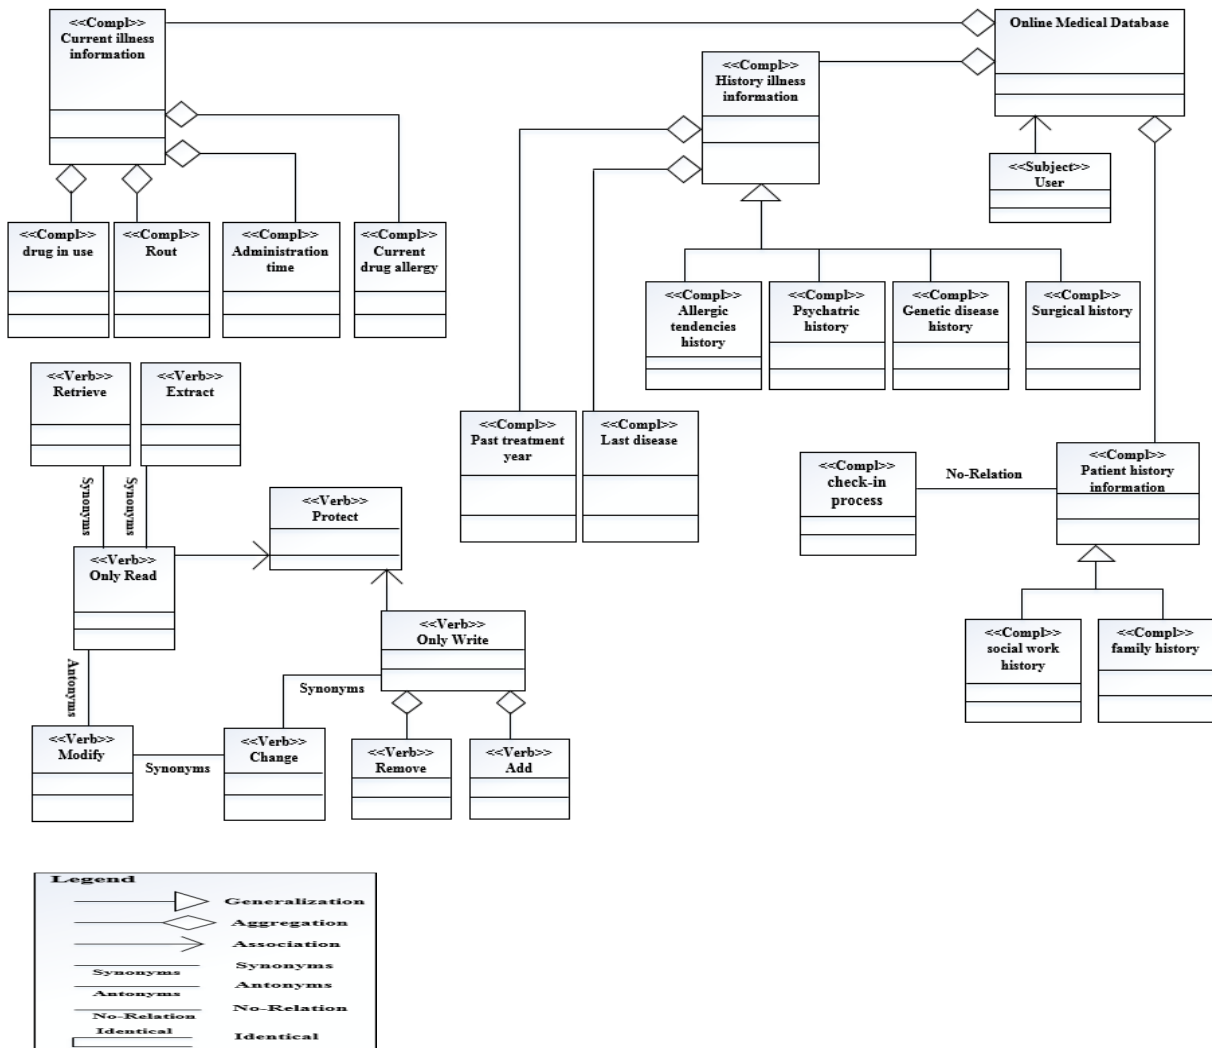 <<Compl>>
Current illness
information
Online Medical Database
<<Compl>>
History illness
information
<<Subject>>
User
<<Compl>>
drug in use
<<Compl>>
Rout
<<Compl>>
Administration
time
<<Compl>>
Current
drug allergy
<<Compl>>
Allergic
tendencies
history
<<Compl>>
Psychatric
history
<<Compl>>
Genetic disease
history
<<Compl>>
Surgical history
<<Verb>>
Retrieve
<<Verb>>
Extract
<<Compl>>
Past treatment
year
<<Compl>>
Last disease
<<Compl>>
check-in
process
No-Relation
<<Compl>>
Patient history
information
Synonyms
Synonyms
<<Verb>>
Protect
<<Verb>>
Only Read
<<Verb>>
Only Write
<<Compl>>
social work
history
<<Compl>>
family history
Antonyms
Synonyms
<<Verb>>
Modify
Synonyms
<<Verb>>
Change
<<Verb>>
Remove
<<Verb>>
Add
Legend
Generalization
Aggregation
Association
Synonyms Synonyms
Antonyms Antonyms
No-Relation No-Relation
Identical Identical